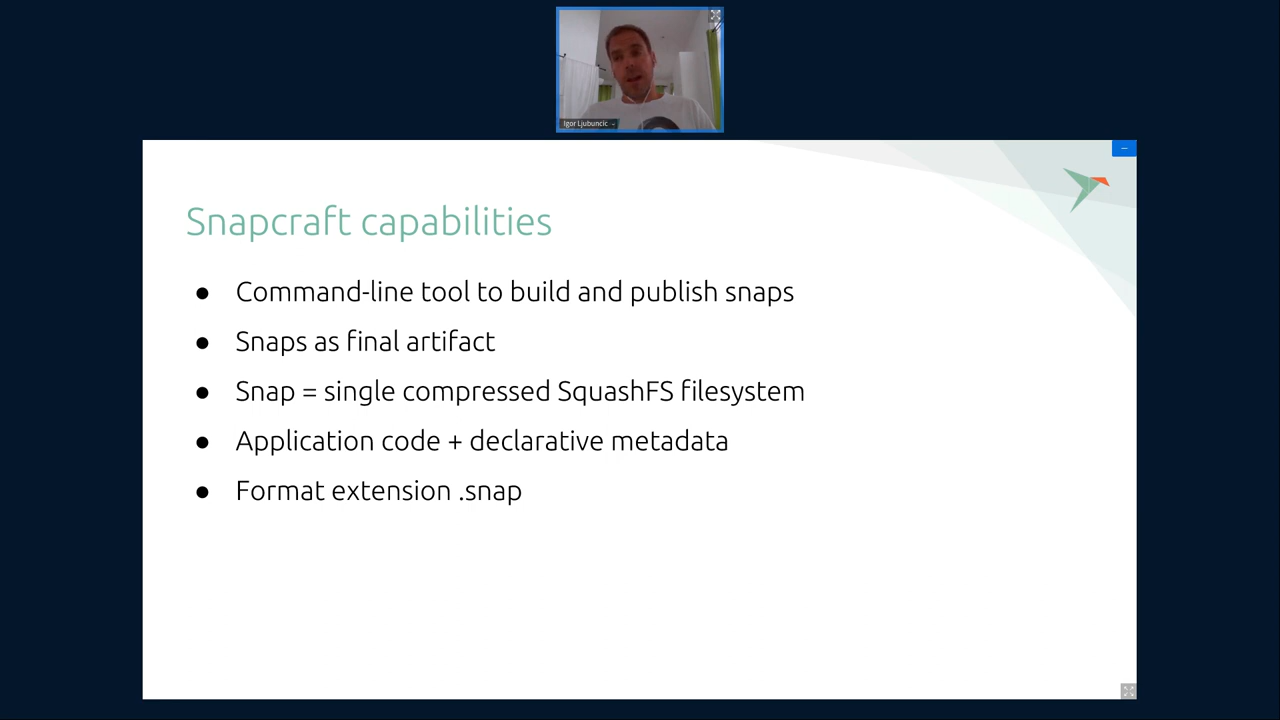 Igor Ljubuncic
Snapcraft capabilities
● Command-line tool to build and publish snaps
● Snaps as final artifact
● Snap = single compressed SquashFS filesystem
● Application code + declarative metadata
● Format extension .snap